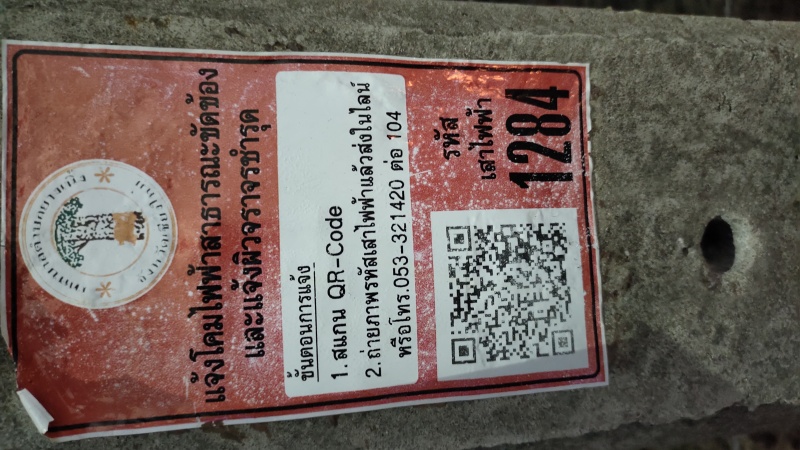 แจ้งโคมไฟฟ้าสาธารณะขัดข้อง
และแจ้งผิวจราจรชำรุด
ขั้นตอนการแจ้ง
1. สแกน QR-Code
2. ถ่ายภาพรหัสเสาไฟฟ้าแล้วส่งในไลน์
หรือโทร.053-321420 ต่อ 104
รหัส
เสาไฟฟ้า
1284